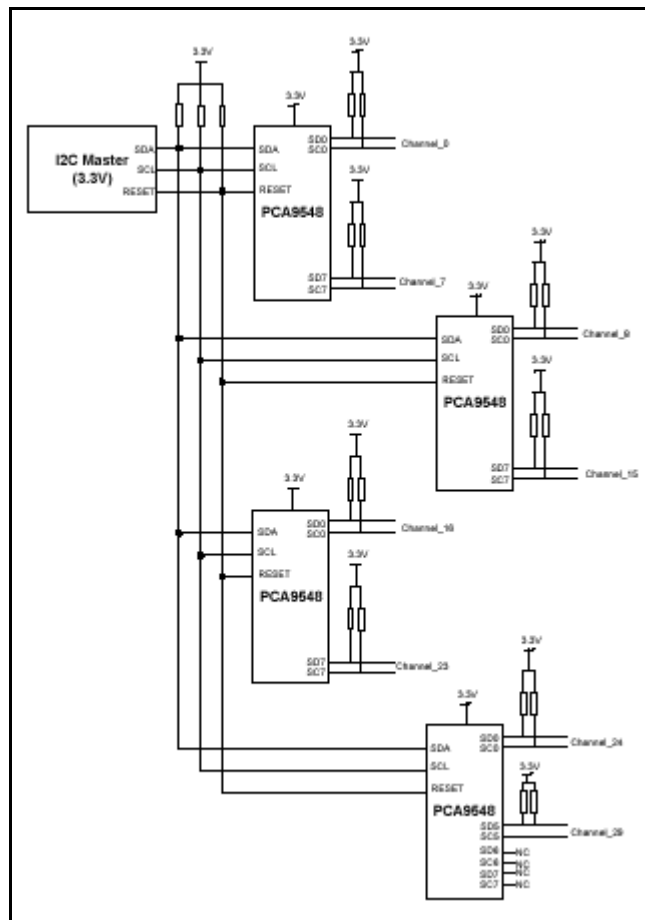 3.3V
3.3V
I2C Master
(3.3V)
SDA
SCL
RESET
3.3V
SDA
SCL
RESET
PCA9548
SD0
SC0
Channel_0
3.3V
SD7
SC7
Channel_7
3.3V
3.3V
SDA
SCL
RESET
PCA9548
SD0
SC0
Channel_8
3.3V
SD7
SC7
Channel_15
3.3V
3.3V
SDA
SCL
RESET
PCA9548
SD0
SC0
Channel_16
3.3V
SD7
SC7
Channel_23
3.3V
3.3V
SDA
SCL
RESET
PCA9548
SD0
SC0
Channel_24
3.3V
SD5
SC5
Channel_29
SD6
NC
SC6
NC
SD7
NC
SC7
NC